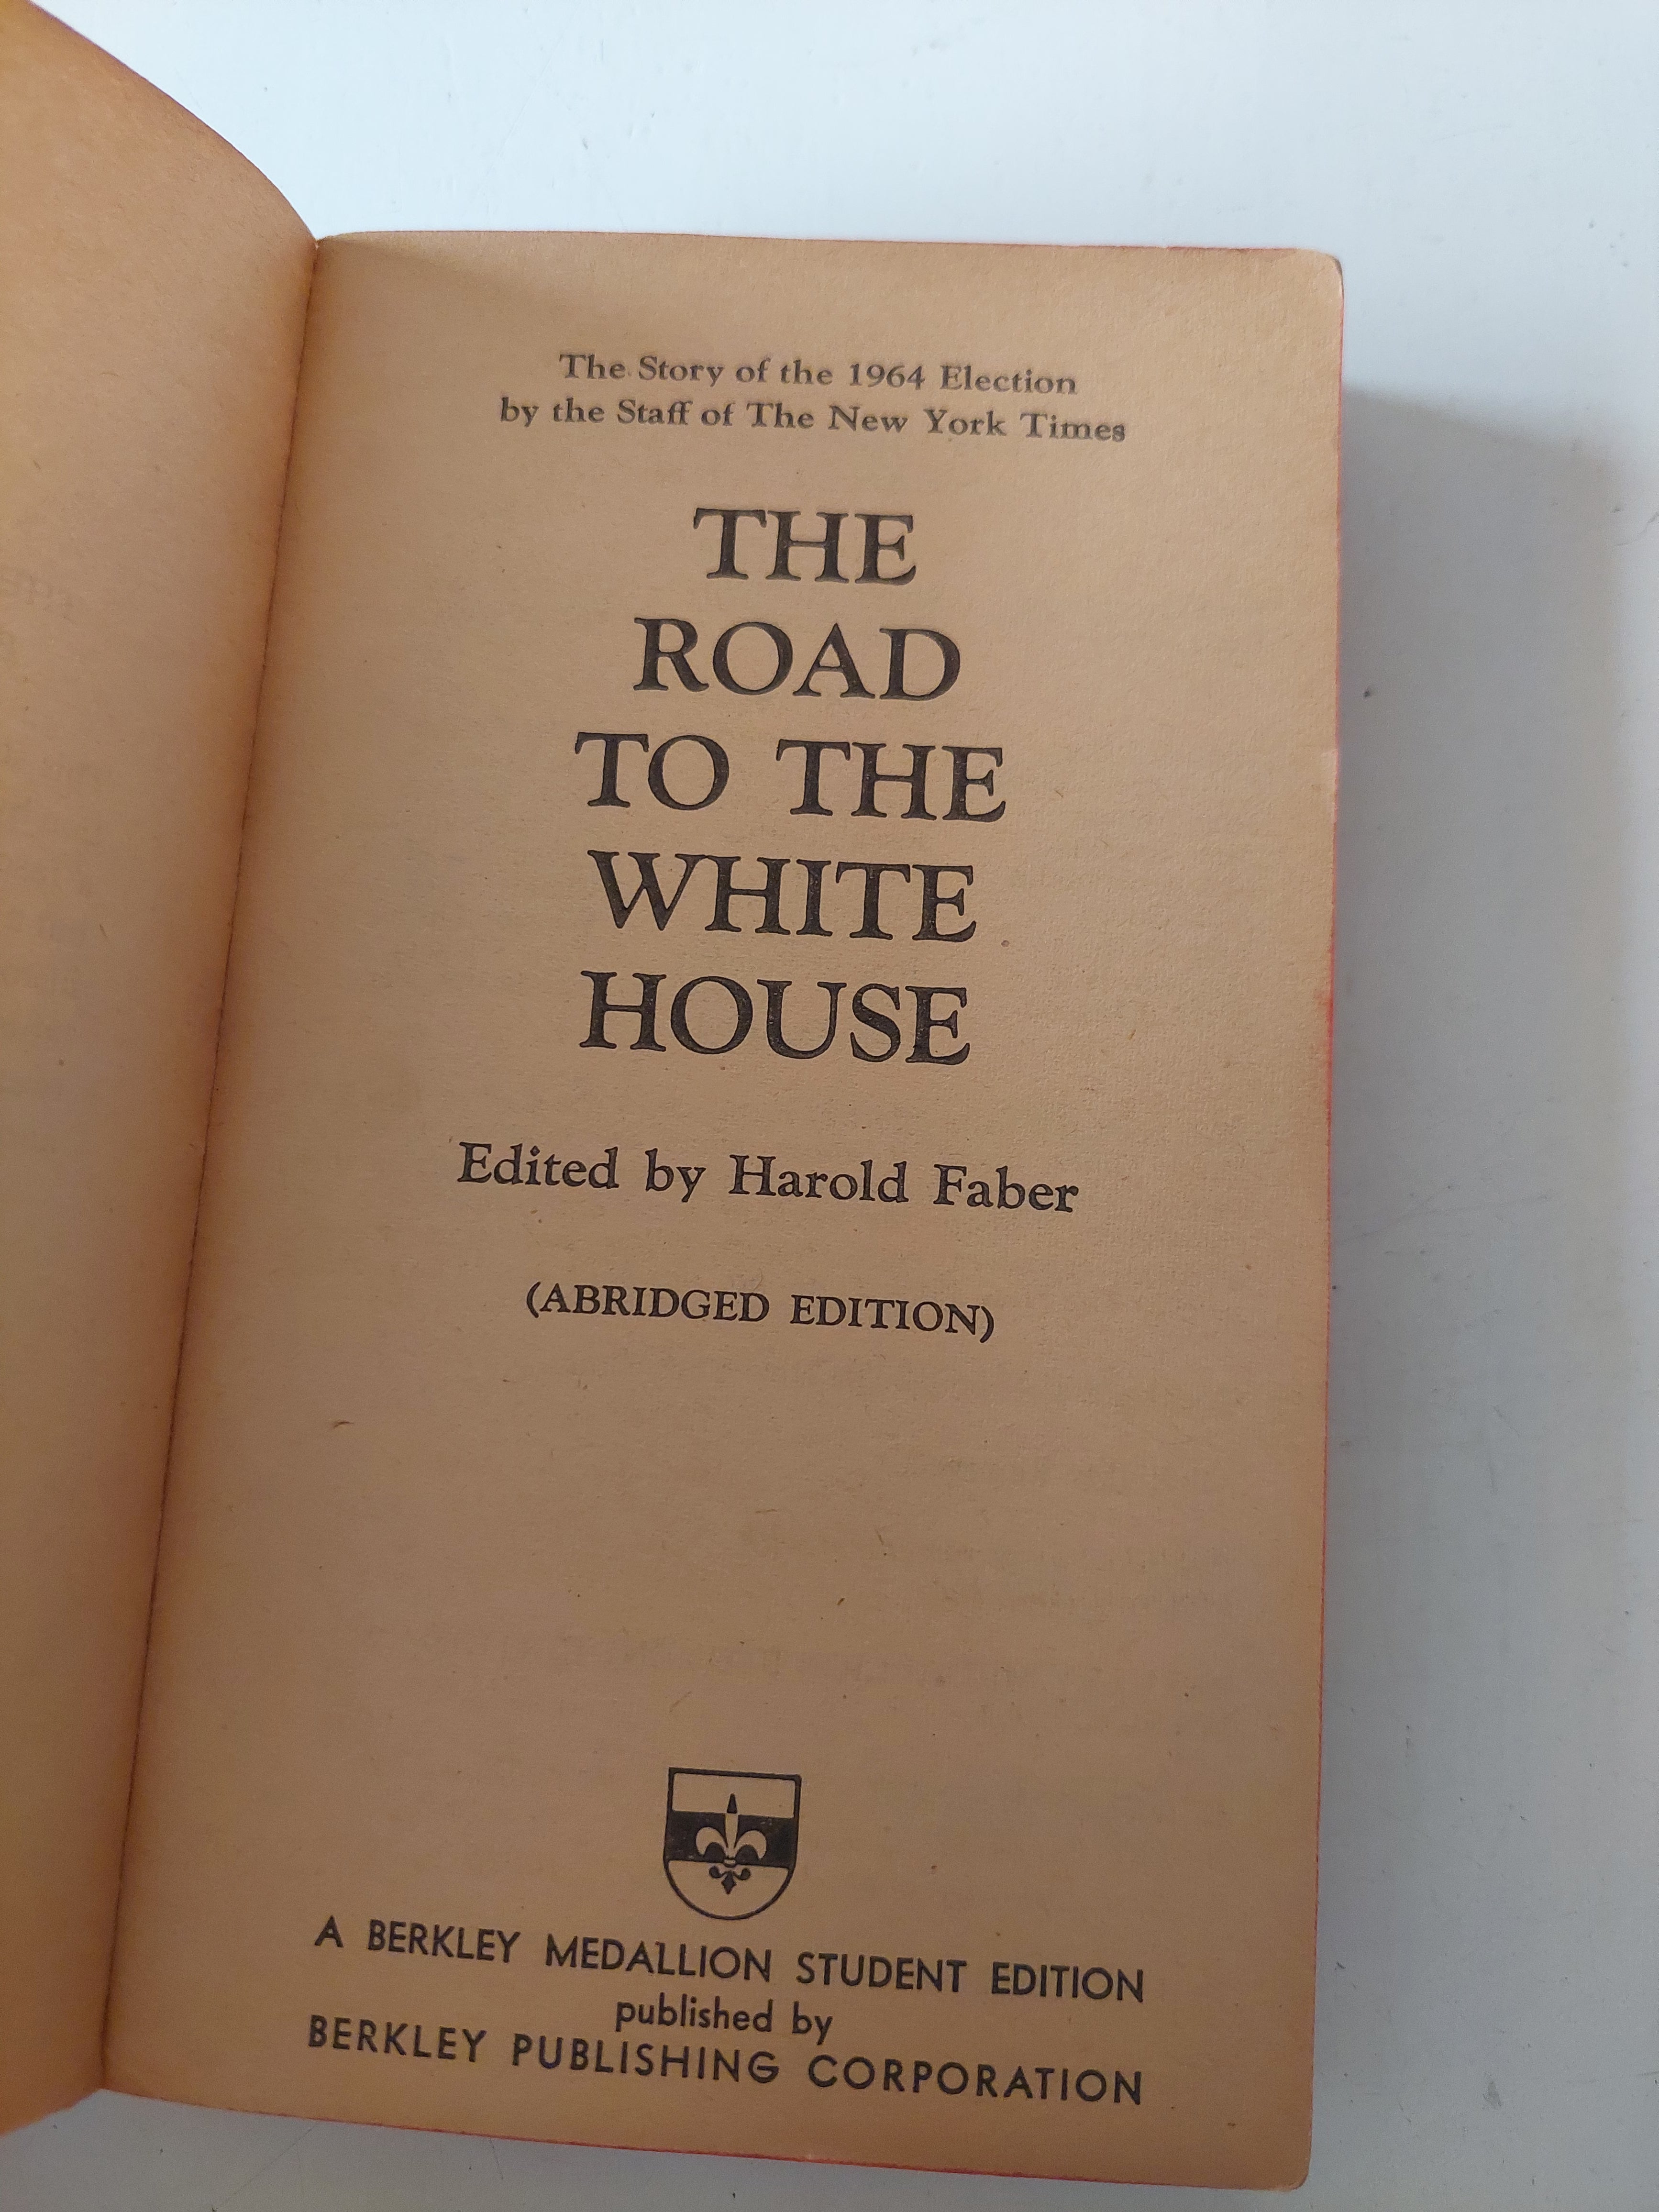 The Story of the 1964 Election
by the Staff of The New York Times
THE
ROAD
TO THE
WHITE
HOUSE
Edited by Harold Faber
(ABRIDGED EDITION)
A BERKLEY MEDALLION STUDENT EDITION
published by
BERKLEY PUBLISHING CORPORATION